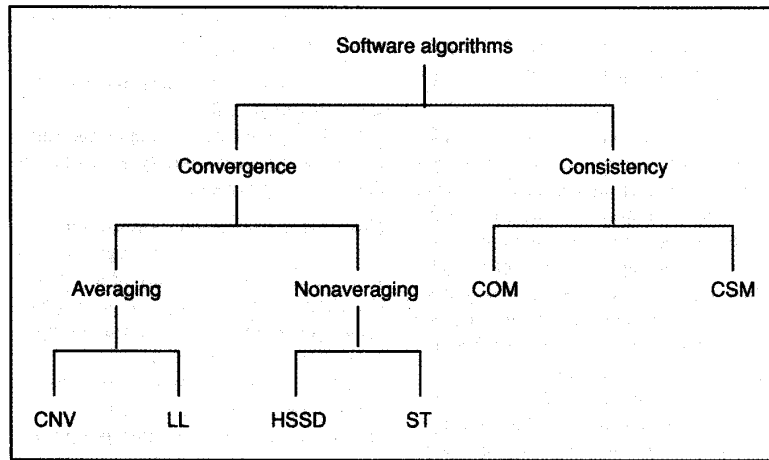 Software algorithms
Convergence Consistency
Averaging Nonaveraging COM CSM
CNV LL HSSD ST